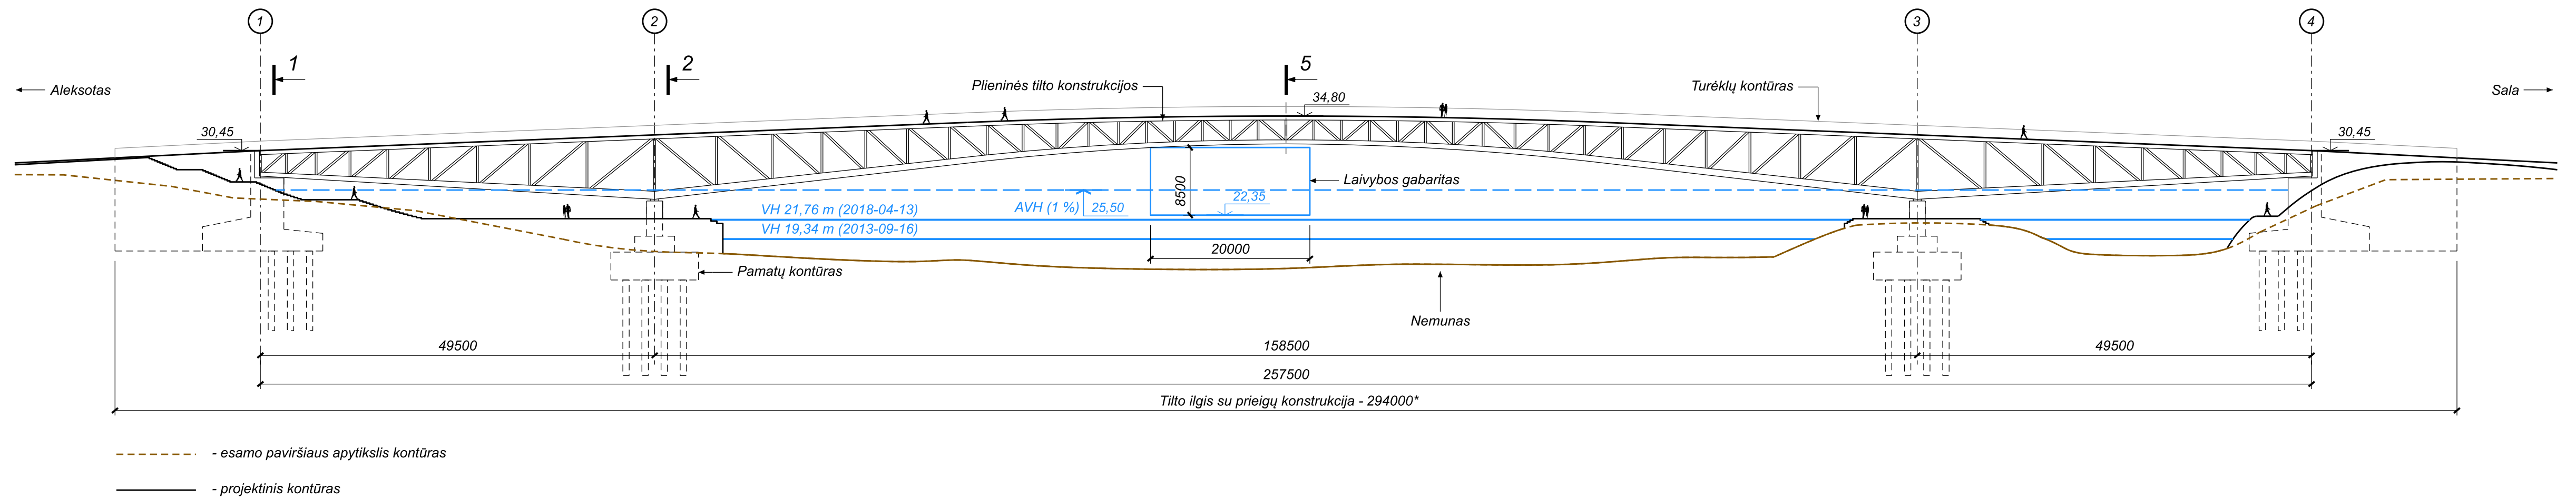 1
2
3
4
1
2
5
Aleksotas
Plieninės tilto konstrukcijos
34,80
Turėklų kontūras
Sala
30,45
30,45
8500
Laivybos gabaritas
AVH (1 %)
25,50
22,35
VH 21,76 m (2018-04-13)
VH 19,34 m (2013-09-16)
20000
Pamatų kontūras
Nemunas
49500
158500
49500
257500
Tilto ilgis su prieigų konstrukcija - 294000*
- esamo paviršiaus apytikslis kontūras
- projektinis kontūras